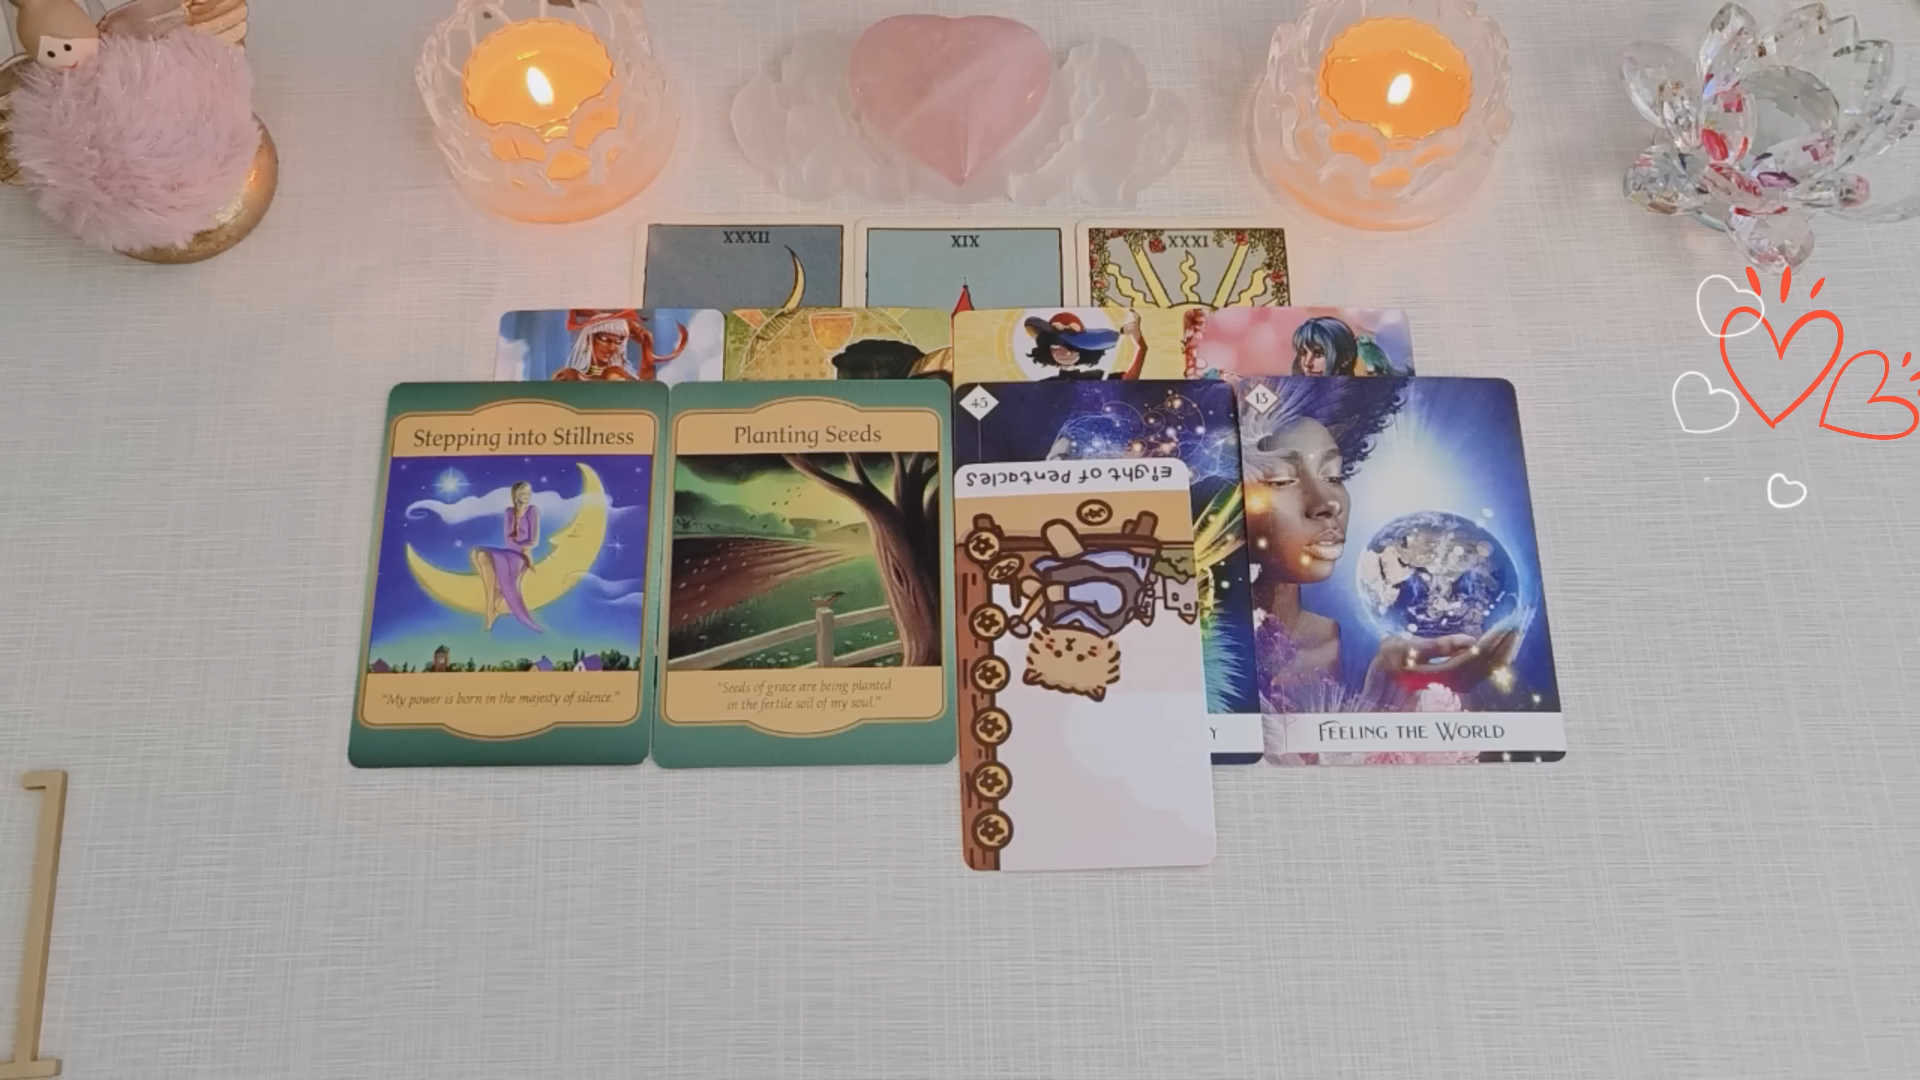 XXXII
XIX
XXXI
Stepping into Stillness
"My power is born in the majesty of silence."
Planting Seeds
"Seeds of grace are being planted
in the fertile soil of my soul."
45
Eight of Pentacles
Y
13
FEELING THE WORLD
1